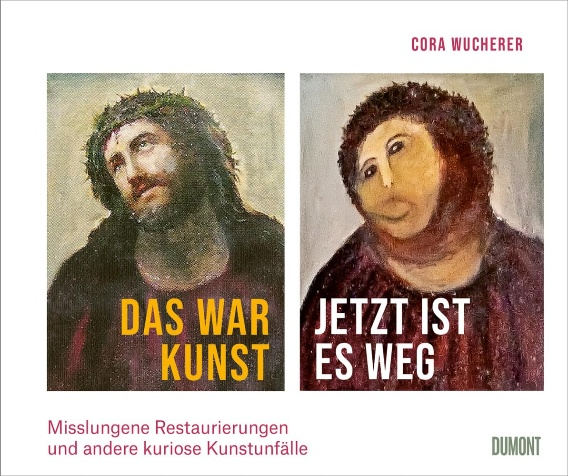 CORA WUCHERER
DAS WAR
KUNST
JETZT IST
ES WEG
Misslungene Restaurierungen
und andere kuriose Kunstunfälle
DUMONT